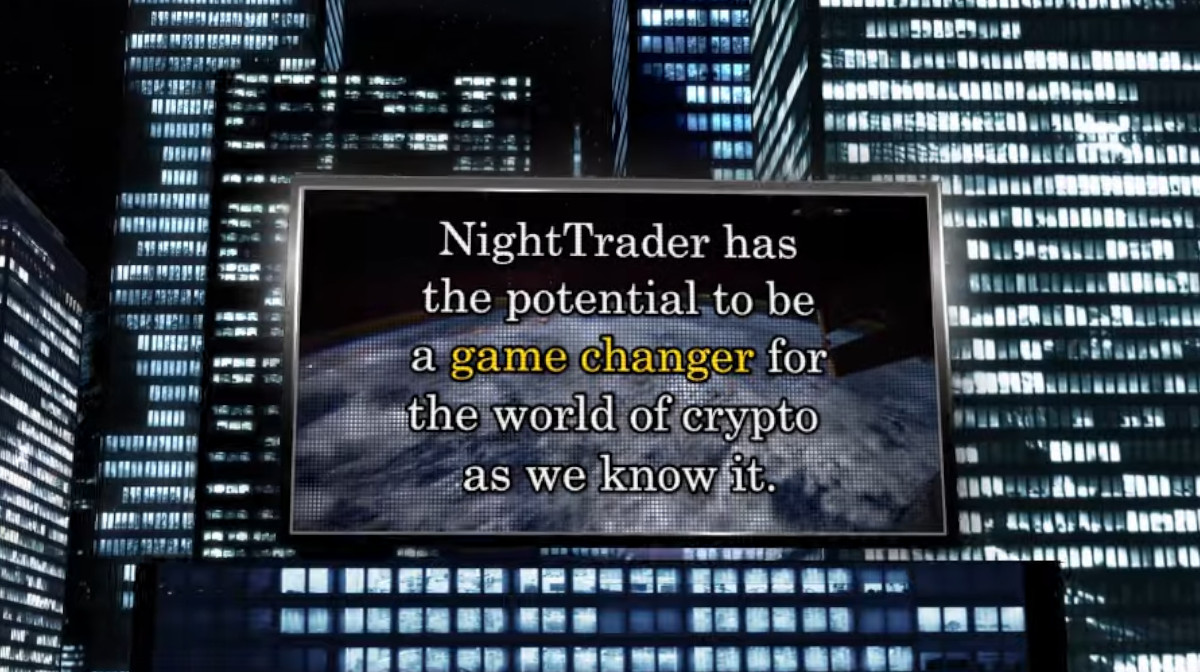 NightTrader has
the potential to be
a game changer for
the world of crypto
as we know it.